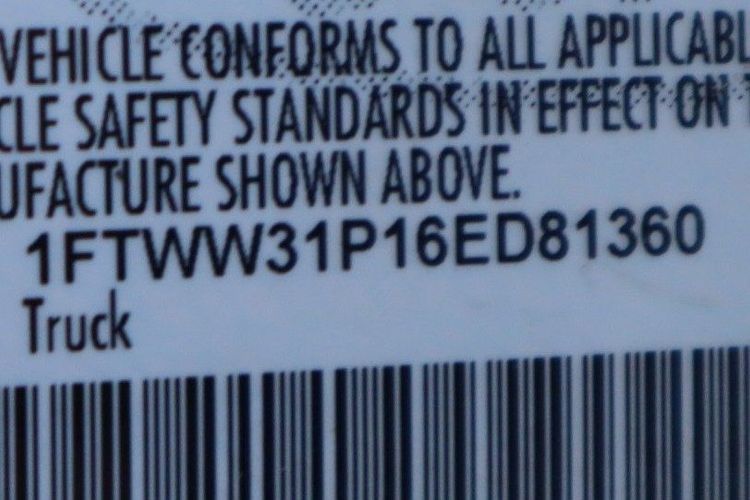 VEHICLE CONFORMS TO ALL APPLICABL
CLE SAFETY STANDARDS IN EFFECT ON
UFACTURE SHOWN ABOVE.
1FTWW31P16ED81360
Truck